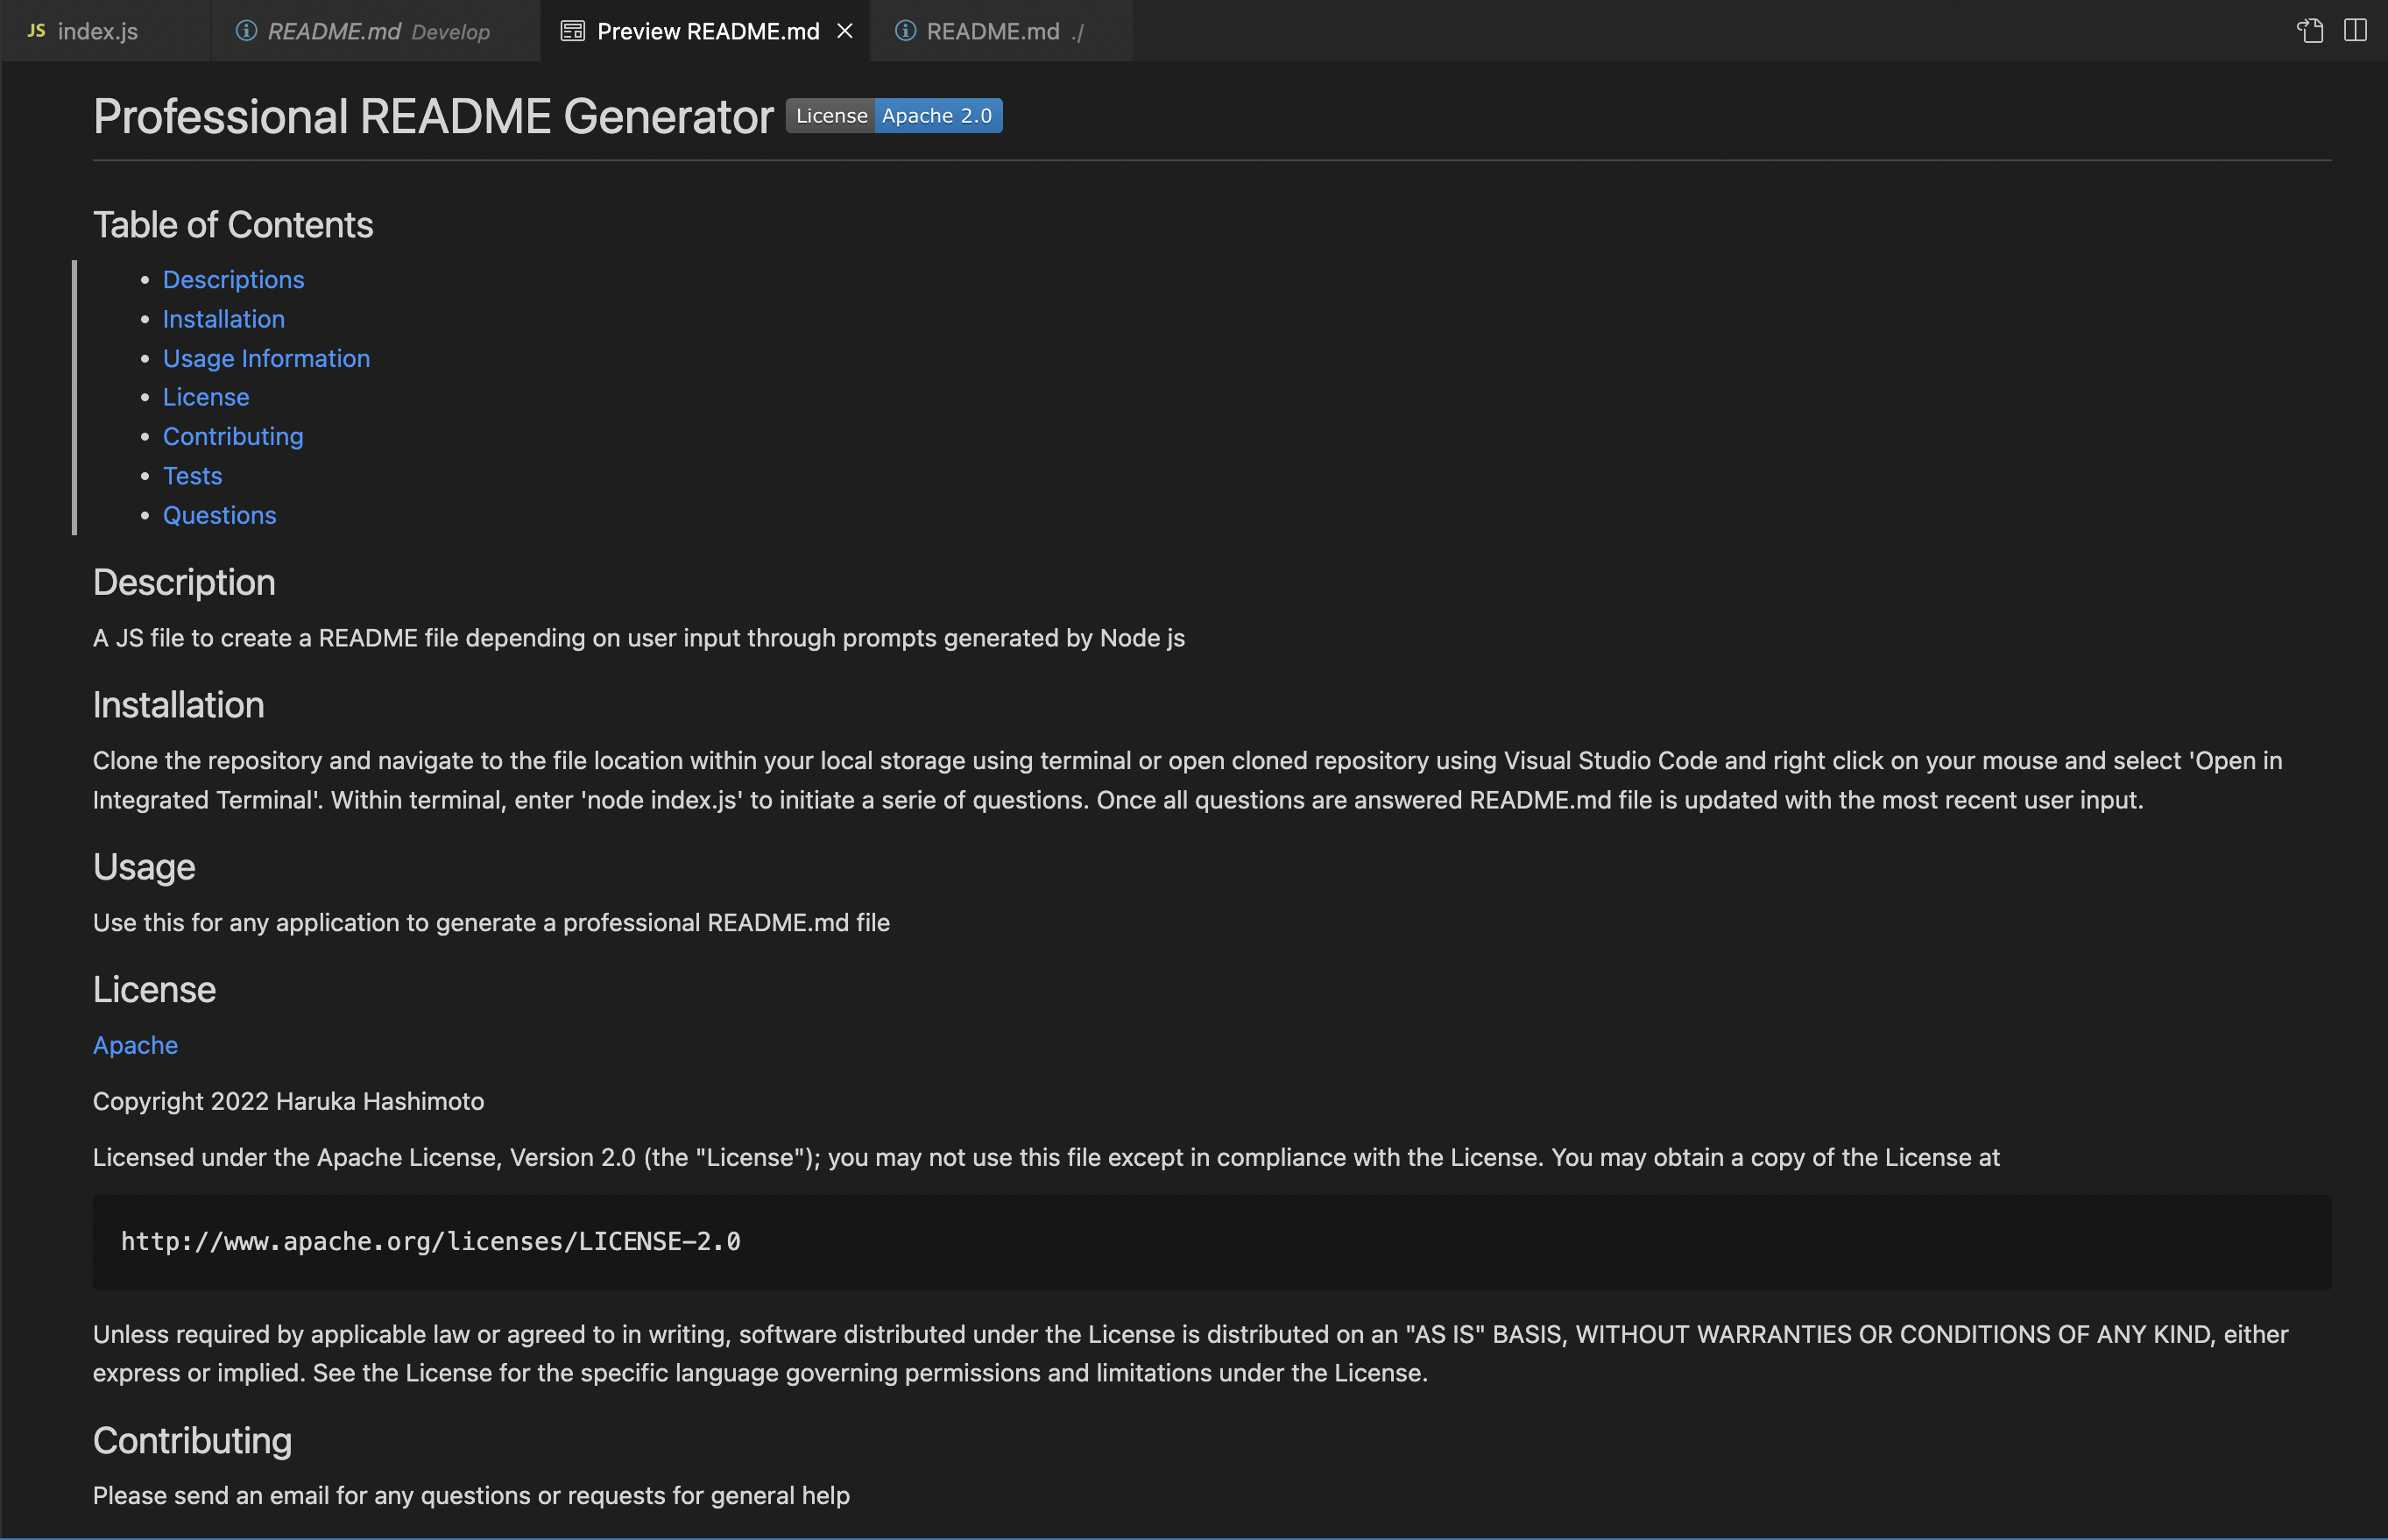 JS index.js
README.md Develop
Preview README.md
README.md ./
Professional README Generator License Apache 2.0
Table of Contents
• Descriptions
• Installation
• Usage Information
• License
• Contributing
• Tests
• Questions
Description
A JS file to create a README file depending on user input through prompts generated by Node js
Installation
Clone the repository and navigate to the file location within your local storage using terminal or open cloned repository using Visual Studio Code and right click on your mouse and select 'Open in
Integrated Terminal'. Within terminal, enter 'node index.js' to initiate a serie of questions. Once all questions are answered README.md file is updated with the most recent user input.
Usage
Use this for any application to generate a professional README.md file
License
Apache
Copyright 2022 Haruka Hashimoto
Licensed under the Apache License, Version 2.0 (the "License"); you may not use this file except in compliance with the License. You may obtain a copy of the License at
http://www.apache.org/licenses/LICENSE-2.0
Unless required by applicable law or agreed to in writing, software distributed under the License is distributed on an "AS IS" BASIS, WITHOUT WARRANTIES OR CONDITIONS OF ANY KIND, either
express or implied. See the License for the specific language governing permissions and limitations under the License.
Contributing
Please send an email for any questions or requests for general help